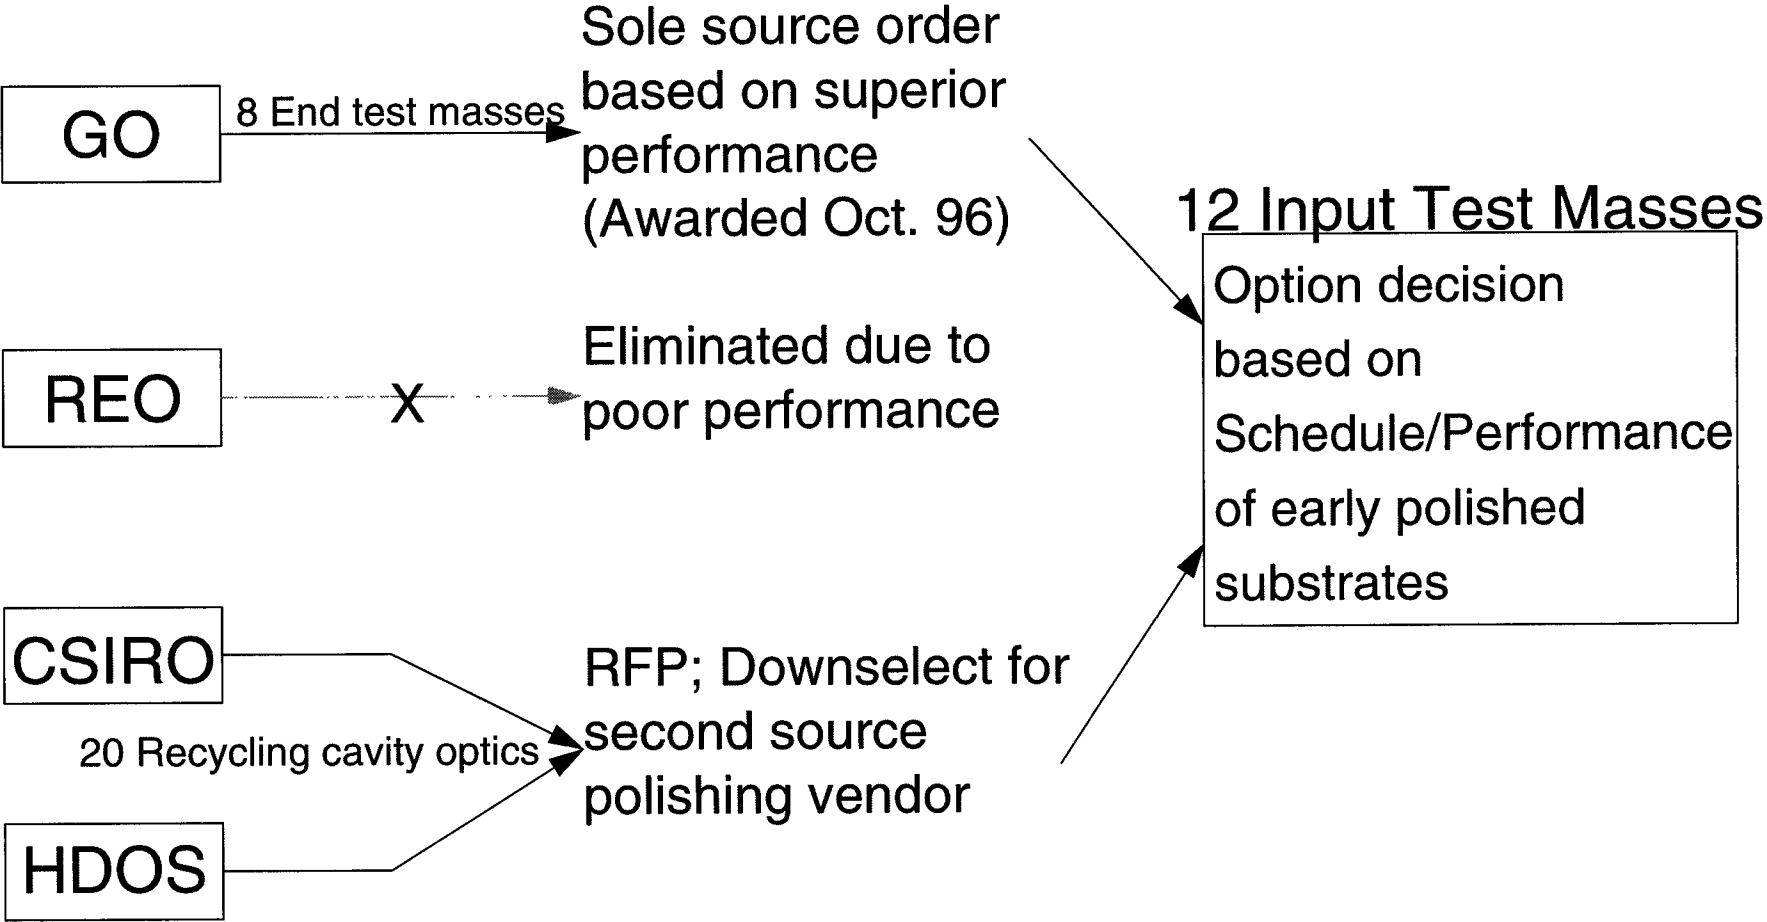 GO
8 End test masses
Sole source order
based on superior
performance
(Awarded Oct. 96)
REO
X
Eliminated due to
poor performance
CSIRO
20 Recycling cavity optics
HDOS
RFP; Downselect for
second source
polishing vendor
12 Input Test Masses
Option decision
based on
Schedule/Performance
of early polished
substrates